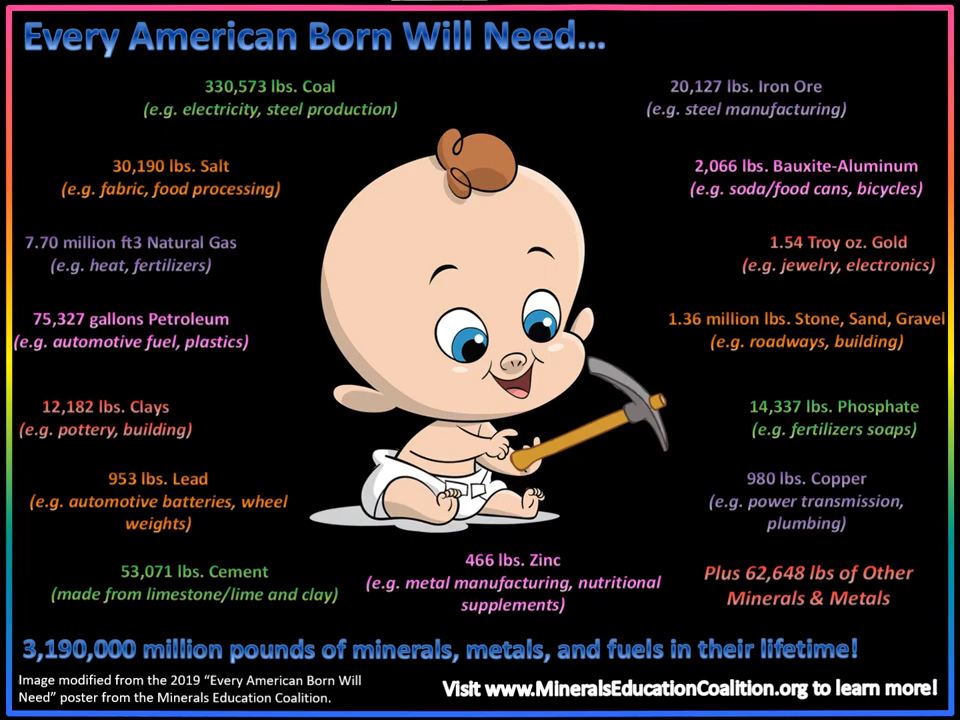 Every American Born Will Need...
330,573 lbs. Coal
(e.g. electricity, steel production)
20,127 lbs. Iron Ore
(e.g. steel manufacturing)
30,190 lbs. Salt
(e.g. fabric, food processing)
2,066 lbs. Bauxite-Aluminum
(e.g. soda/food cans, bicycles)
7.70 million ft3 Natural Gas
(e.g. heat, fertilizers)
1.54 Troy oz. Gold
(e.g. jewelry, electronics)
75,327 gallons Petroleum
(e.g. automotive fuel, plastics)
1.36 million lbs. Stone, Sand, Gravel
(e.g. roadways, building)
12,182 lbs. Clays
(e.g. pottery, building)
14,337 lbs. Phosphate
(e.g. fertilizers soaps)
953 lbs. Lead
(e.g. automotive batteries, wheel
weights)
980 lbs. Copper
(e.g. power transmission,
plumbing)
53,071 lbs. Cement
(made from limestone/lime and clay)
466 lbs. Zinc
(e.g. metal manufacturing, nutritional
supplements)
Plus 62,648 lbs of Other
Minerals & Metals
3,190,000 million pounds of minerals, metals, and fuels in their lifetime!
Image modified from the 2019 “Every American Born Will
Need” poster from the Minerals Education Coalition.
Visit www.MineralsEducationCoalition.org to learn more!